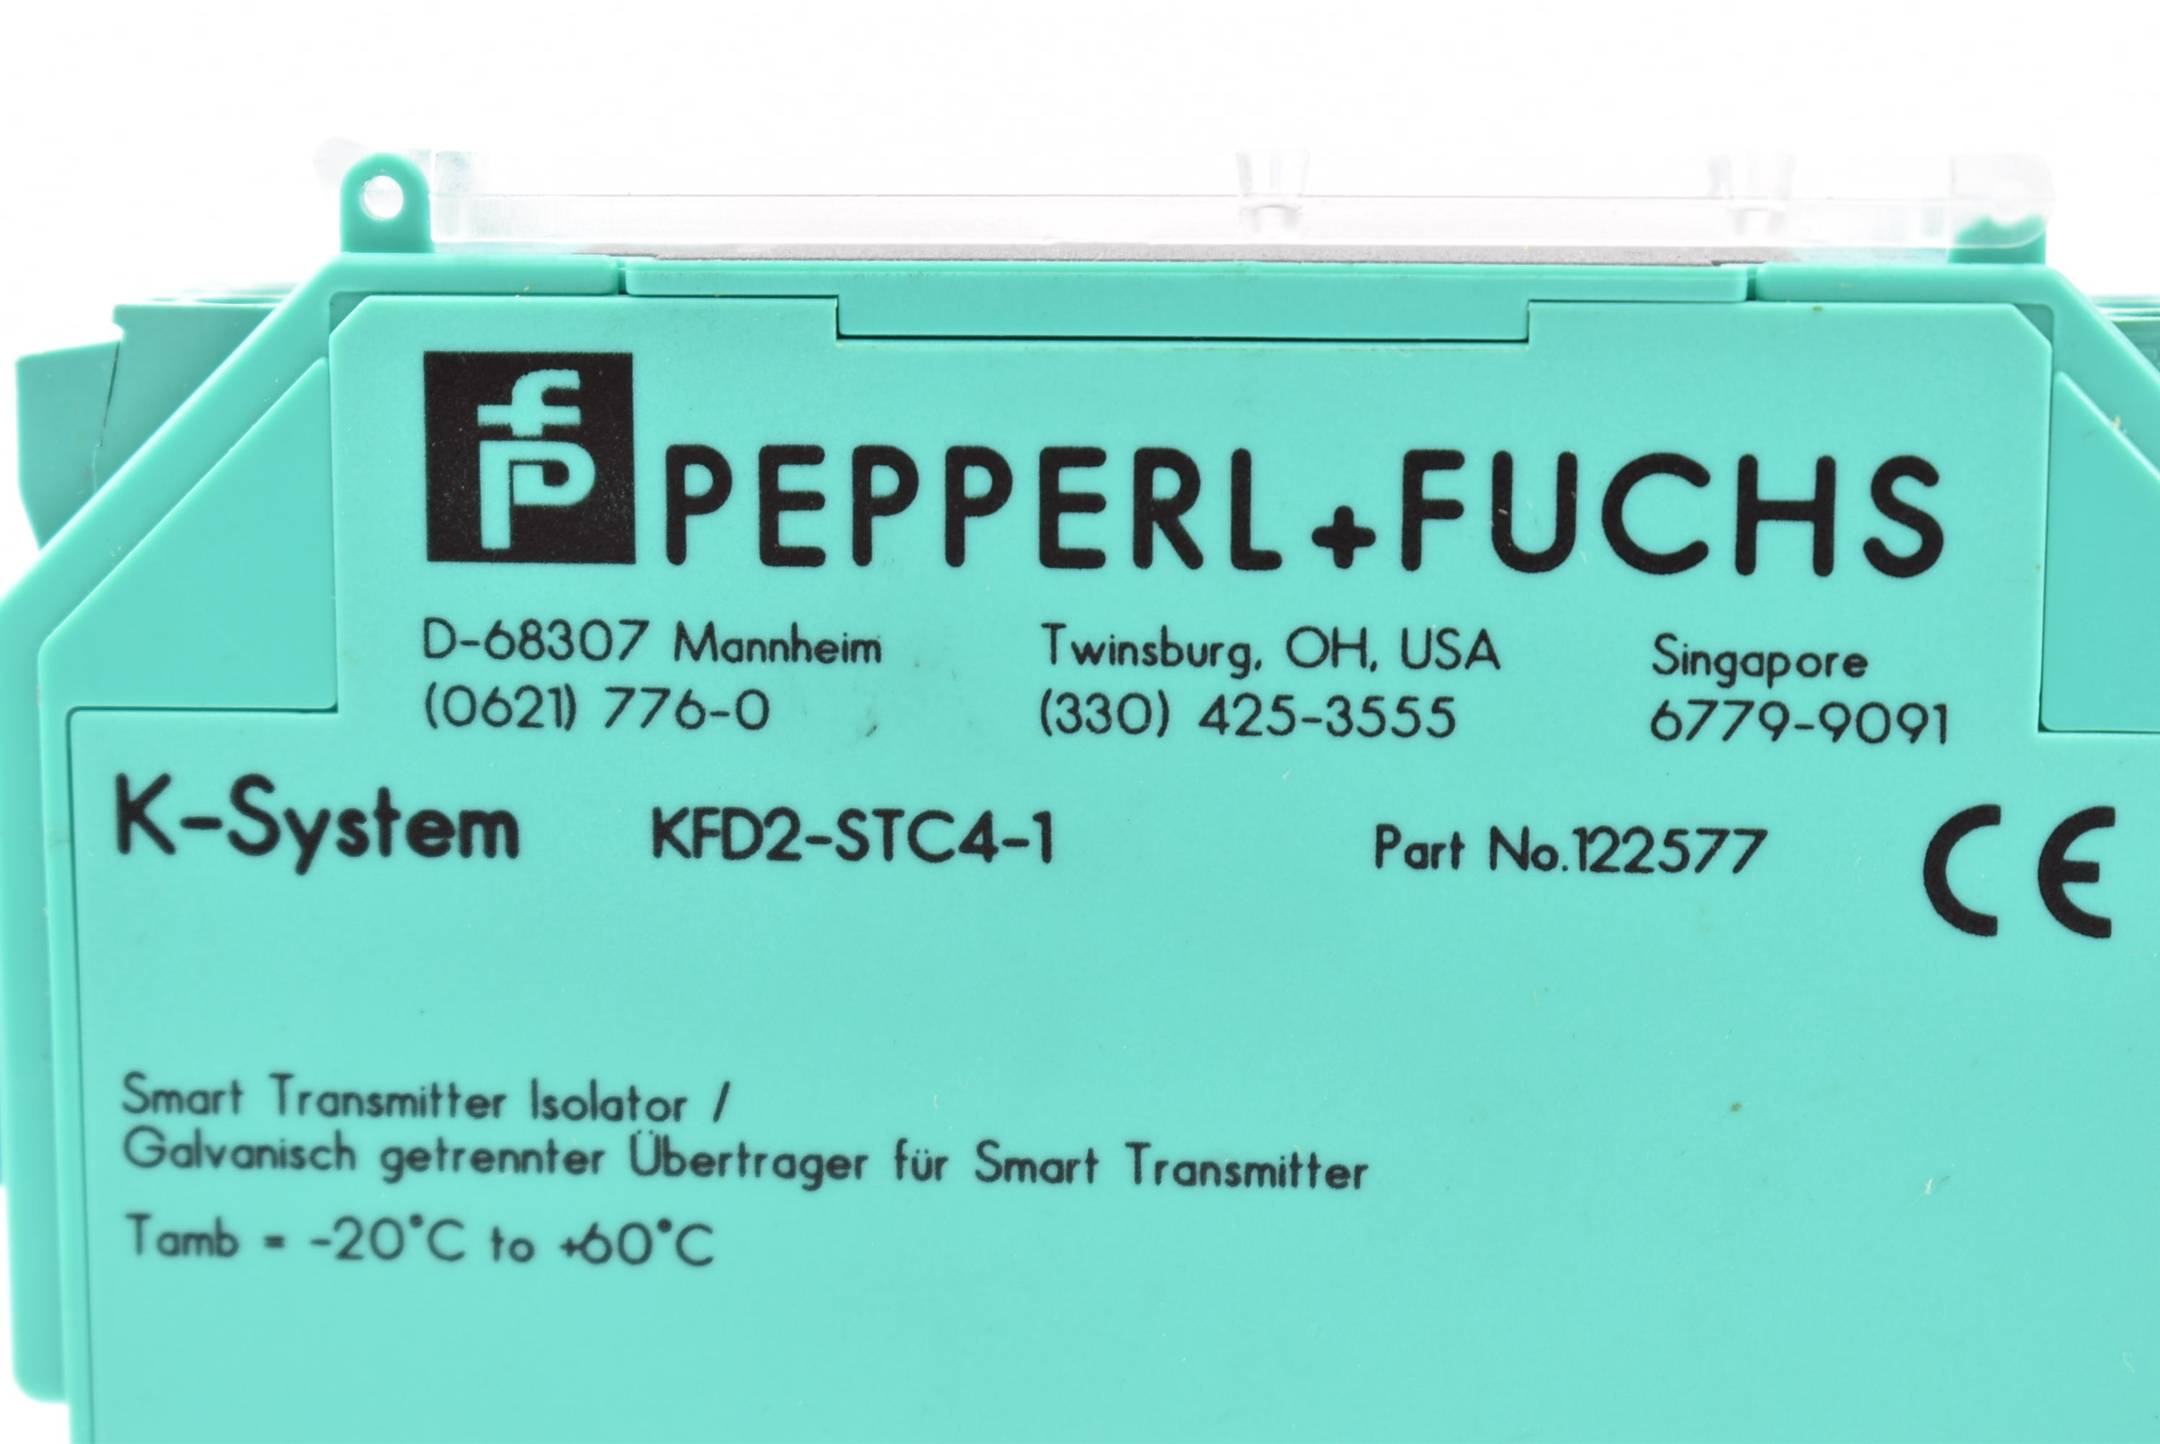 fP PEPPERL+FUCHS
D-68307 Mannheim Twinsburg, OH, USA Singapore
(0621) 776-0 (330) 425-3555 6779-9091
K-System KFD2-STC4-1 Part No.122577 CE
Smart Transmitter Isolator /
Galvanisch getrennter Übertrager für Smart Transmitter
Tamb = -20°C to +60°C